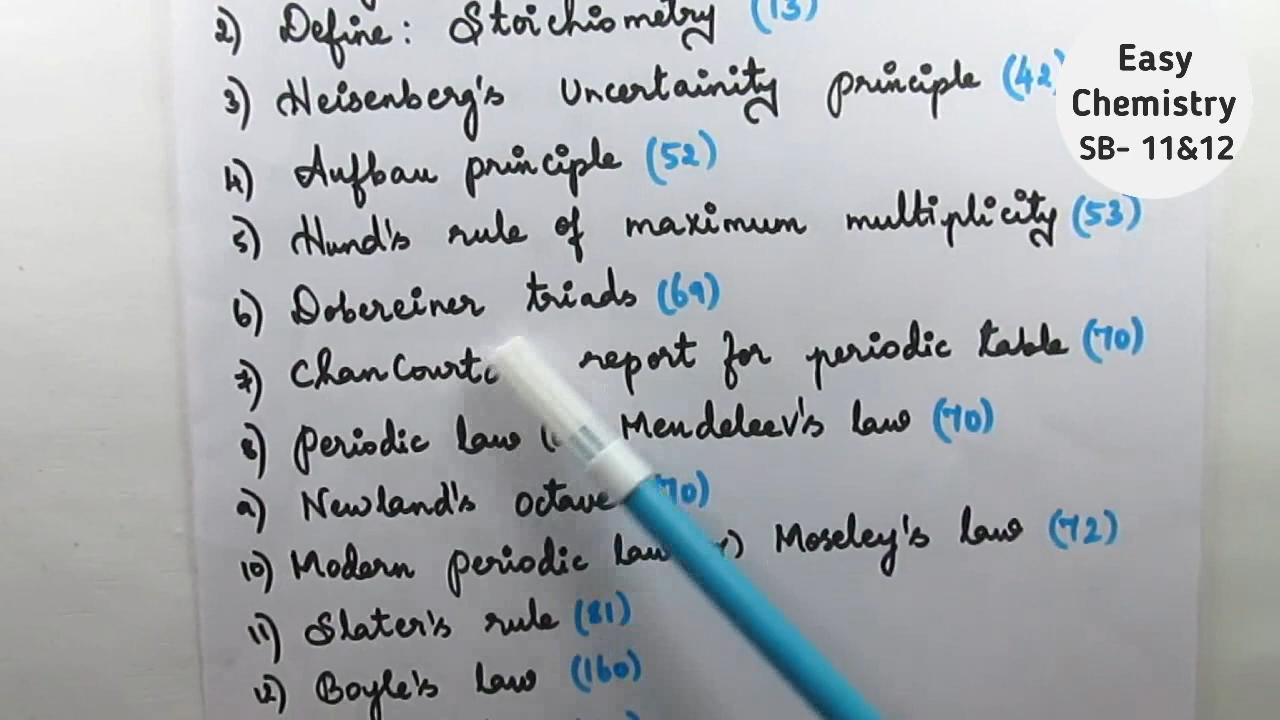 2) Define: Stoichiometry (13)
3) Heisenberg's Uncertainity principle (42)
4) Aufbau principle (52)
5) Hund's rule of maximum multiplicity (53)
6) Dobereiner triads (69)
7) report for periodic table (70)
8) Periodic law Mendeleev's law (70)
9) Newland's octave (70)
10) Modern periodic law Moseley's law (72)
11) Slater's rule (81)
12) Boyle's law (160)
Easy
Chemistry
SB- 11&12